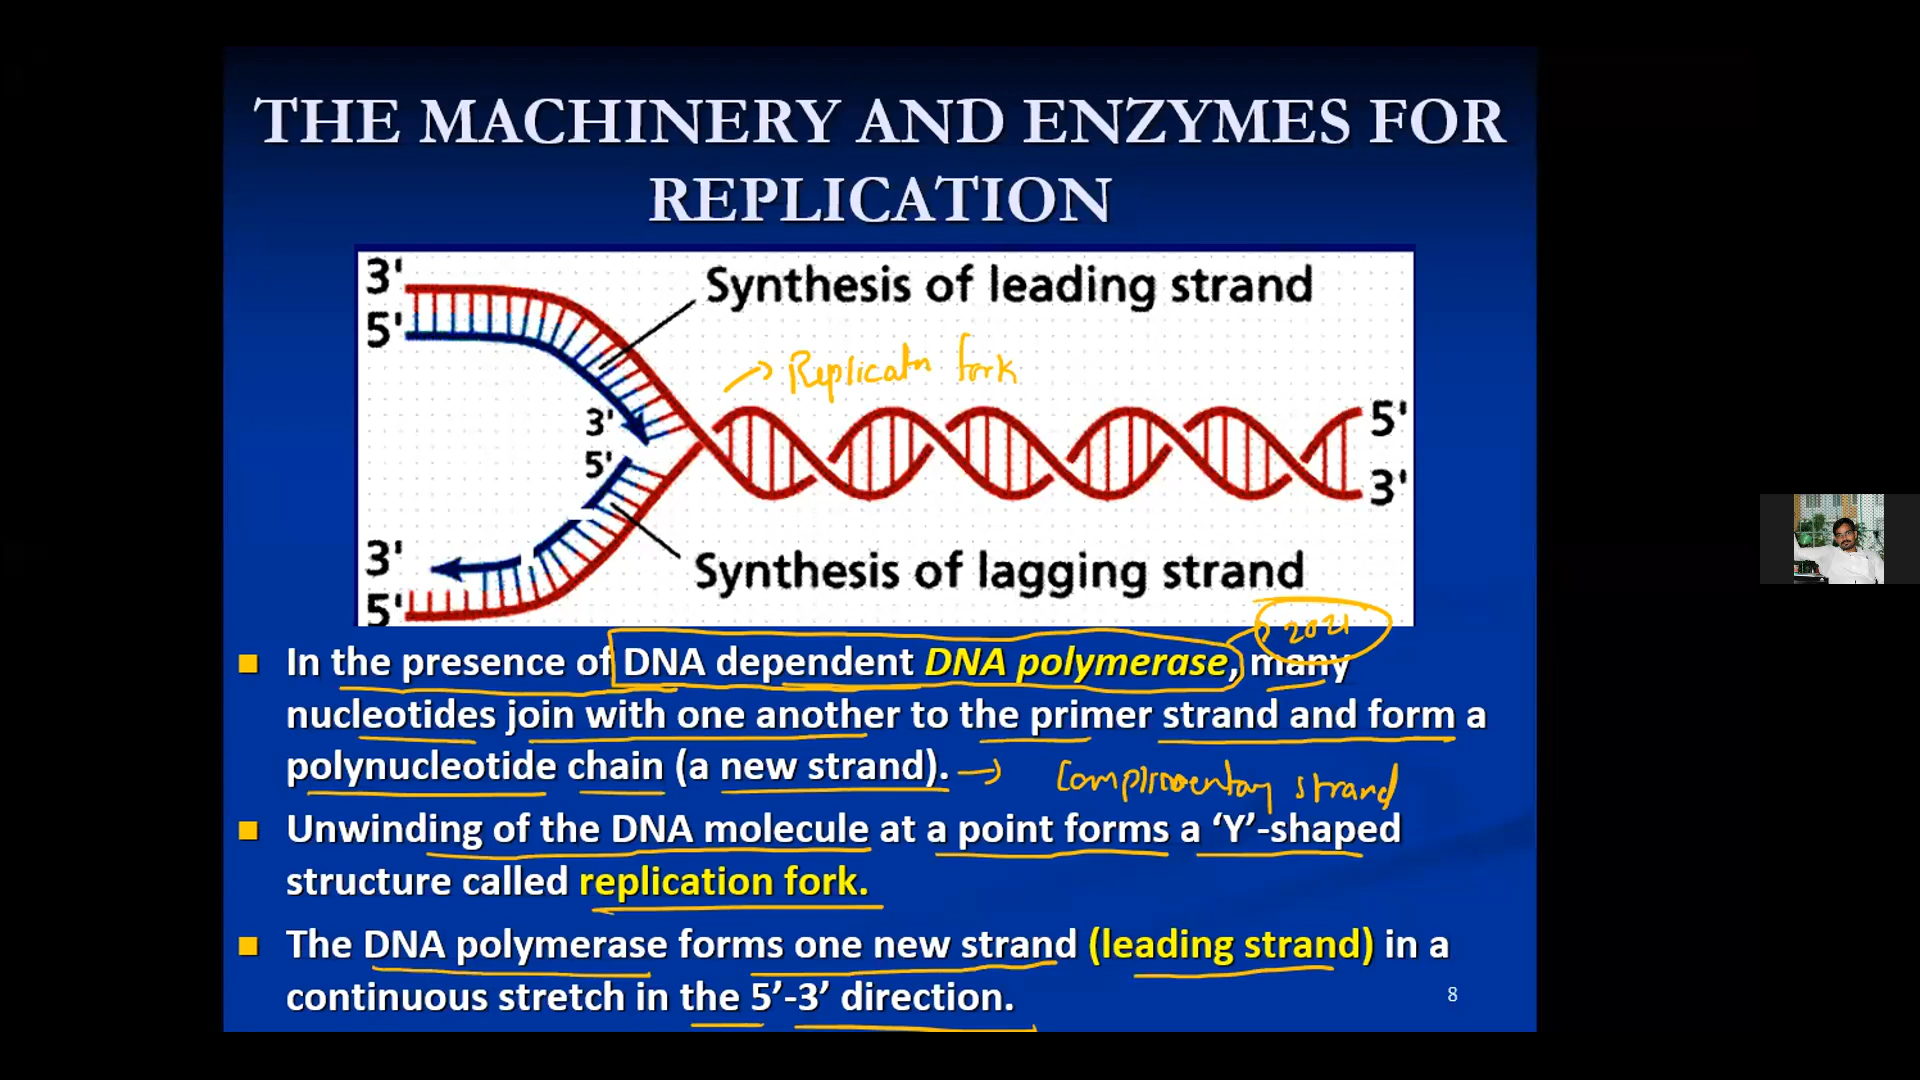 THE MACHINERY AND ENZYMES FOR
REPLICATION
3'
Synthesis of leading strand
5'
Replicatn fork
3'
5'
5'
3'
3'
Synthesis of lagging strand
5'
2021
In the presence of DNA dependent DNA polymerase, many
nucleotides join with one another to the primer strand and form a
polynucleotide chain (a new strand).
Complimentary strand
Unwinding of the DNA molecule at a point forms a ‘Y’-shaped
structure called replication fork.
The DNA polymerase forms one new strand (leading strand) in a
continuous stretch in the 5’-3’ direction.
8